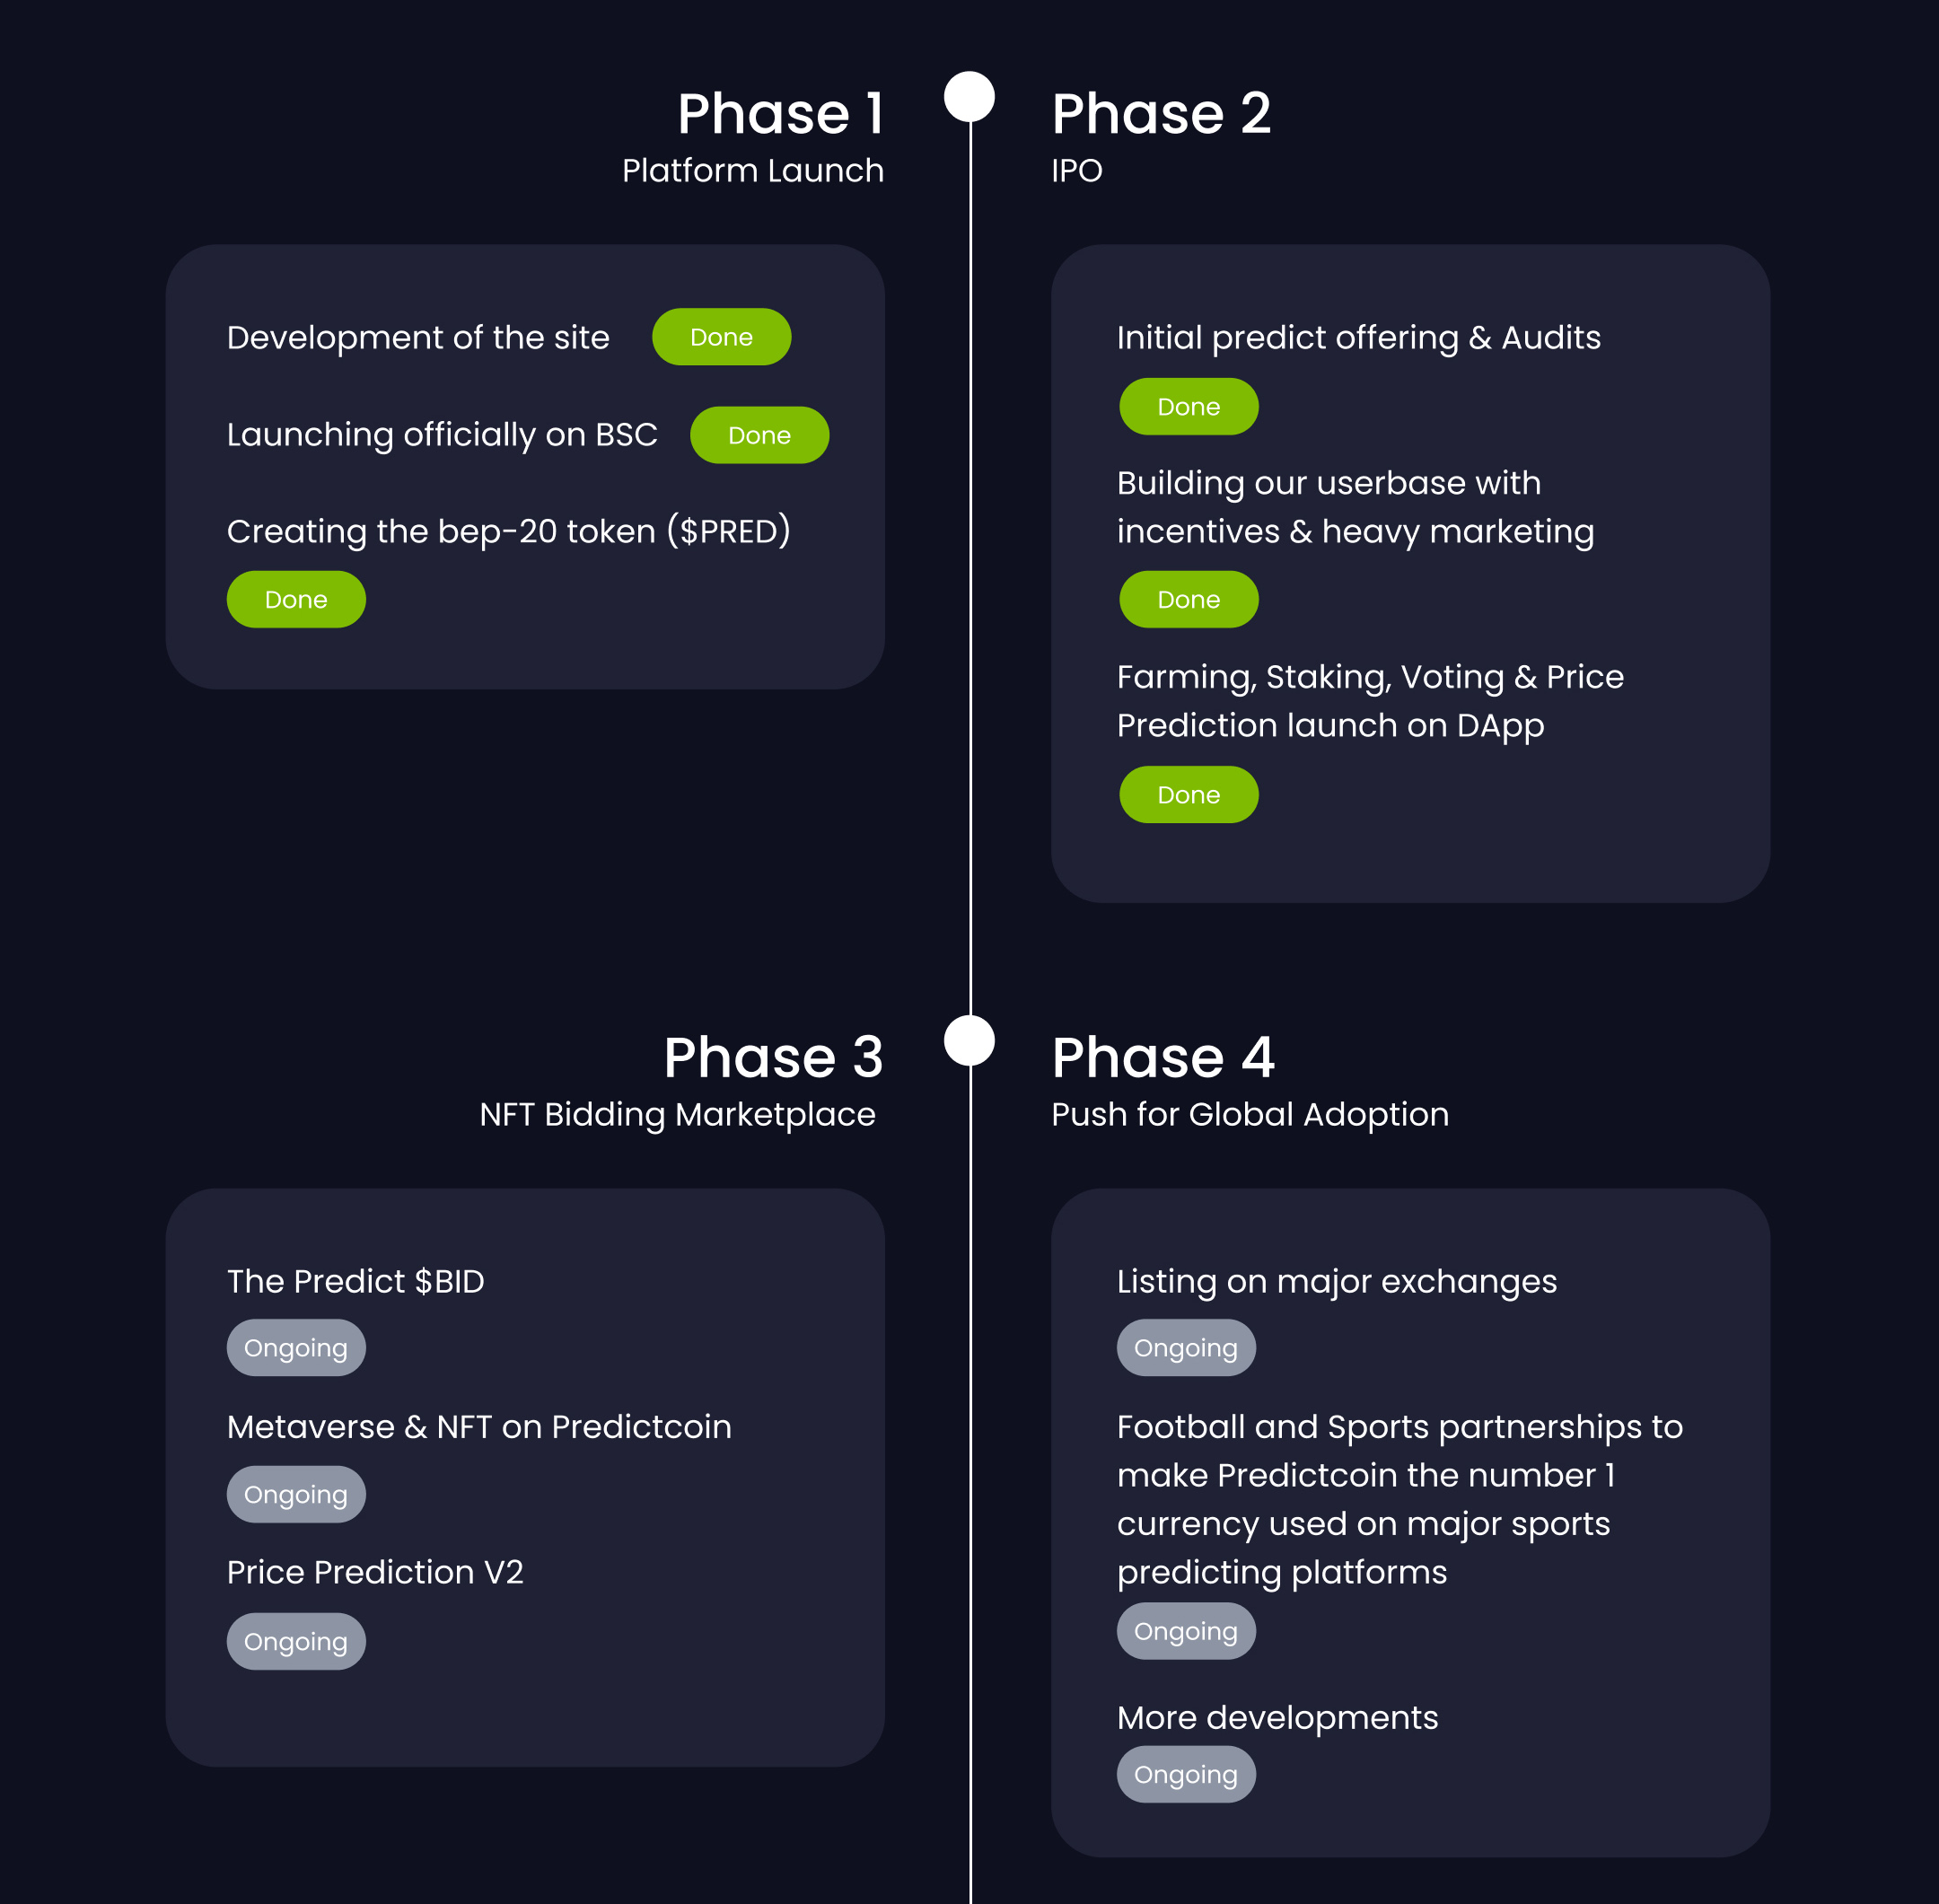 Phase 1
Platform Launch
Development of the site
Done
Launching officially on BSC
Done
Creating the bep-20 token ($PRED)
Done
Phase 2
IPO
Initial predict offering & Audits
Done
Building our userbase with
incentives & heavy marketing
Done
Farming, Staking, Voting & Price
Prediction launch on DApp
Done
Phase 3
NFT Bidding Marketplace
The Predict $BID
Ongoing
Metaverse & NFT on Predictcoin
Ongoing
Price Prediction V2
Ongoing
Phase 4
Push for Global Adoption
Listing on major exchanges
Ongoing
Football and Sports partnerships to
make Predictcoin the number 1
currency used on major sports
predicting platforms
Ongoing
More developments
Ongoing